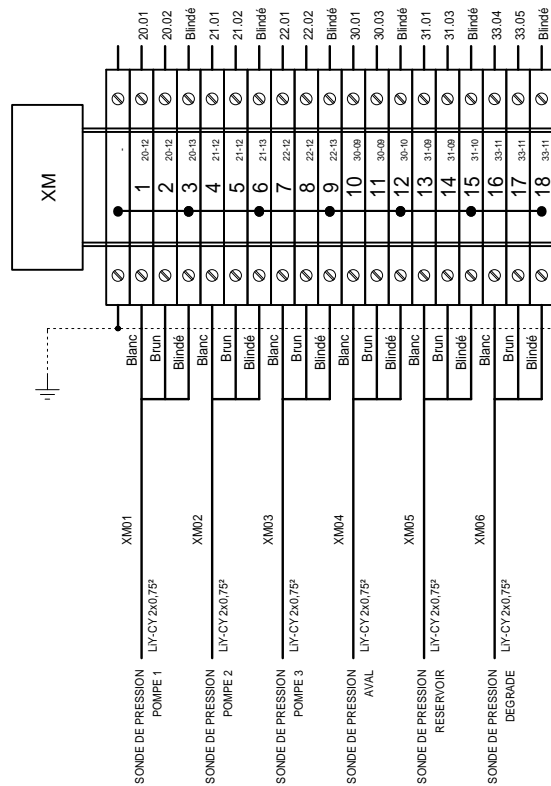 XM
-
XM01 Blanc 1 20-12 20.01
SONDE DE PRESSION
POMPE 1
LiY-CY 2x0,75²
Brun 2 20-12 20.02
Blindé 3 20-13 Blindé
XM02 Blanc 4 21-12 21.01
SONDE DE PRESSION
POMPE 2
LiY-CY 2x0,75²
Brun 5 21-12 21.02
Blindé 6 21-13 Blindé
XM03 Blanc 7 22-12 22.01
SONDE DE PRESSION
POMPE 3
LiY-CY 2x0,75²
Brun 8 22-12 22.02
Blindé 9 22-13 Blindé
XM04 Blanc 10 30-09 30.01
SONDE DE PRESSION
AVAL
LiY-CY 2x0,75²
Brun 11 30-09 30.03
Blindé 12 30-10 Blindé
XM05 Blanc 13 31-09 31.01
SONDE DE PRESSION
RESERVOIR
LiY-CY 2x0,75²
Brun 14 31-09 31.03
Blindé 15 31-10 Blindé
XM06 Blanc 16 33-11 33.04
SONDE DE PRESSION
DEGRADE
LiY-CY 2x0,75²
Brun 17 33-11 33.05
Blindé 18 33-11 Blindé